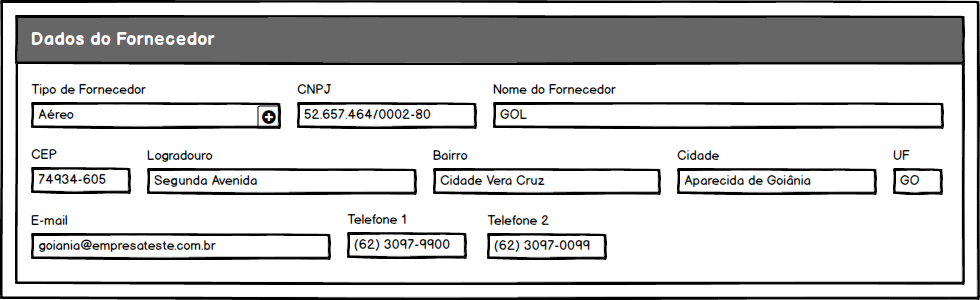 Dados do Fornecedor
Tipo de Fornecedor CNPJ Nome do Fornecedor
Aéreo 52.657.464/0002-80 GOL
CEP Logradouro Bairro Cidade UF
74934-605 Segunda Avenida Cidade Vera Cruz Aparecida de Goiânia GO
E-mail Telefone 1 Telefone 2
goiania@empresateste.com.br (62) 3097-9900 (62) 3097-0099